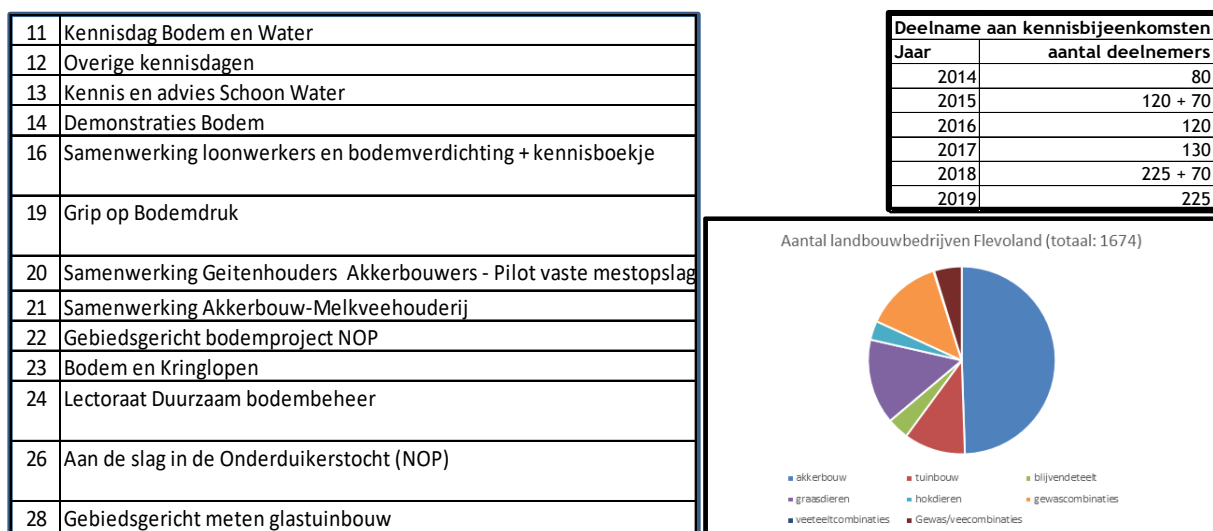 11 Kennisdag Bodem en Water
12 Overige kennisdagen
13 Kennis en advies Schoon Water
14 Demonstraties Bodem
16 Samenwerking loonwerkers en bodemverdichting + kennisboekje
19 Grip op Bodemdruk
20 Samenwerking Geitenhouders Akkerbouwers - Pilot vaste mestopslag
21 Samenwerking Akkerbouw-Melkveehouderij
22 Gebiedsgericht bodemproject NOP
23 Bodem en Kringlopen
24 Lectoraat Duurzaam bodembeheer
26 Aan de slag in de Onderduikerstocht (NOP)
28 Gebiedsgericht meten glastuinbouw
Deelname aan kennisbijeenkomsten
Jaar aantal deelnemers
2014 80
2015 120 + 70
2016 120
2017 130
2018 225 + 70
2019 225
Aantal landbouwbedrijven Flevoland (totaal: 1674)
akkerbouw tuinbouw blijvendeteelt
graasdieren hokdieren gewascombinaties
veeteeltcombinaties Gewas/veecombinaties